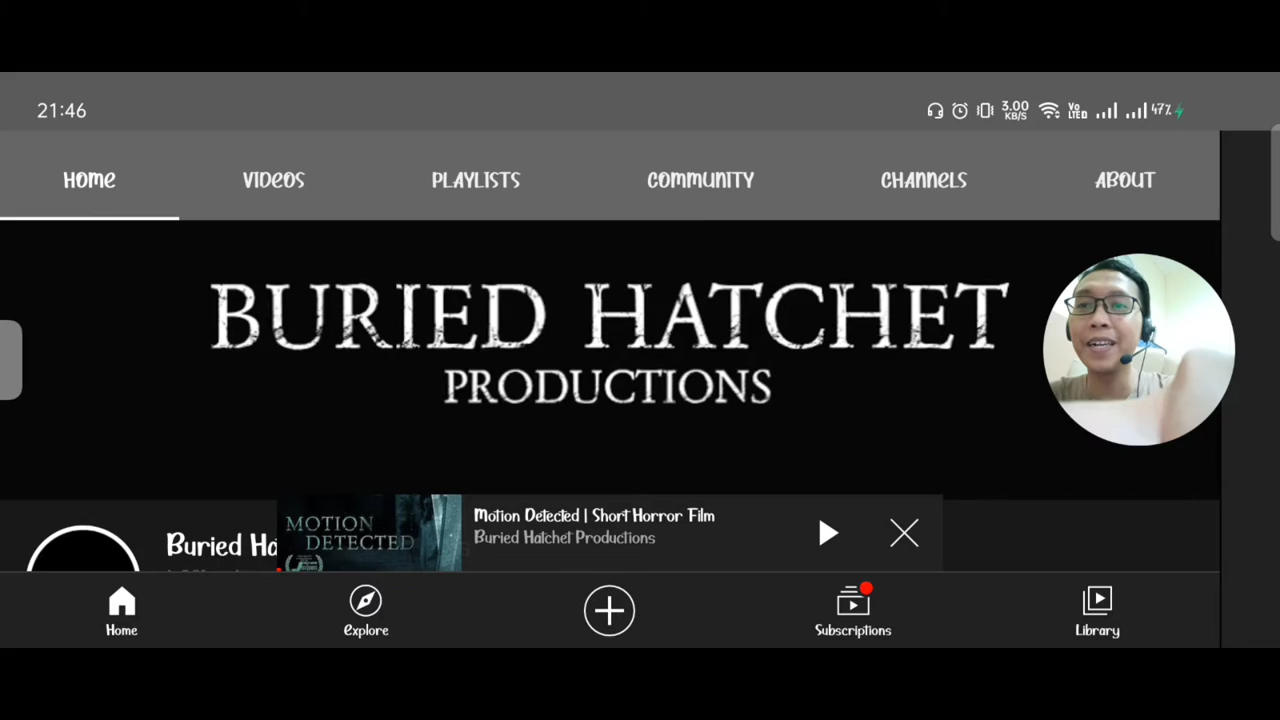 21:46
3.00
KB/S
Vo
LTE
47%
HOME
VIDEOS
PLAYLISTS
COMMUNITY
CHANNELS
ABOUT
BURIED HATCHET
PRODUCTIONS
Buried Ha
MOTION
DETECTED
Motion Detected | Short Horror Film
Buried Hatchet Productions
Home
Explore
Subscriptions
Library